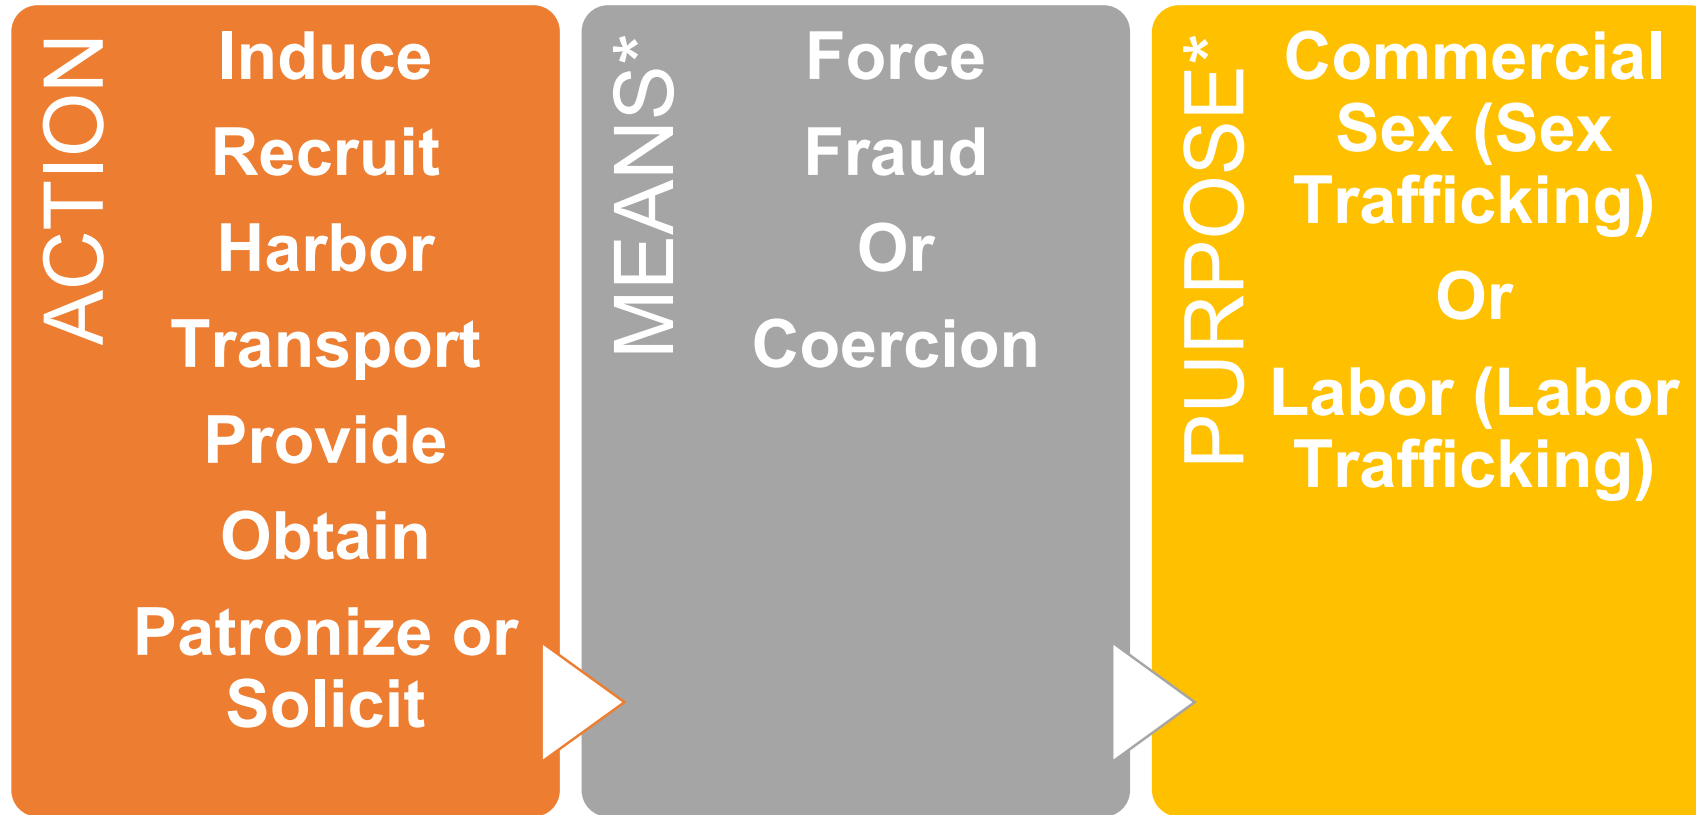 ACTION
Induce
Recruit
Harbor
Transport
Provide
Obtain
Patronize or
Solicit
MEANS*
Force
Fraud
Or
Coercion
PURPOSE*
Commercial
Sex (Sex
Trafficking)
Or
Labor (Labor
Trafficking)